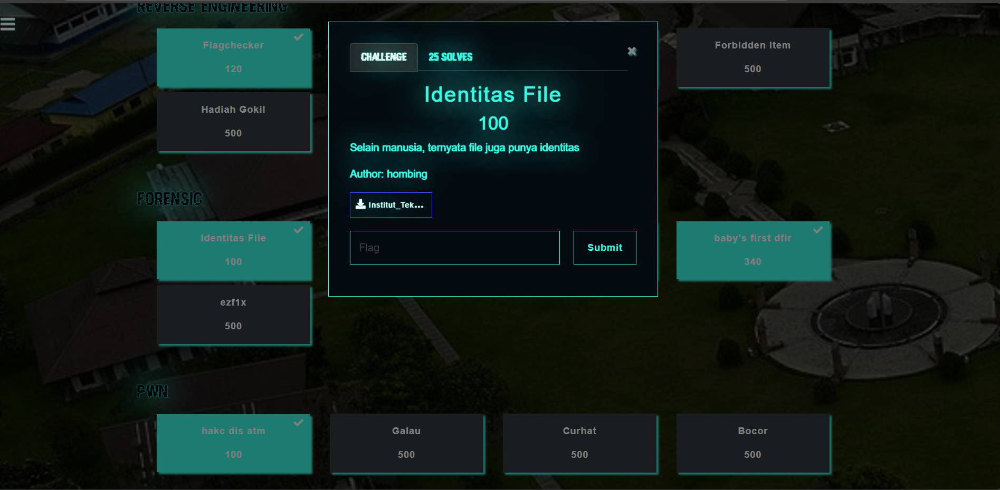 REVERSE ENGINEERING
Flagchecker
120
Forbidden Item
500
Hadiah Gokil
500
CHALLENGE
25 SOLVES
Identitas File
100
Selain manusia, ternyata file juga punya identitas
Author: hombing
Institut_Tek...
Flag
Submit
FORENSIC
Identitas File
100
baby's first dfir
340
ezf1x
500
PWN
hakc dis atm
100
Galau
500
Curhat
500
Bocor
500